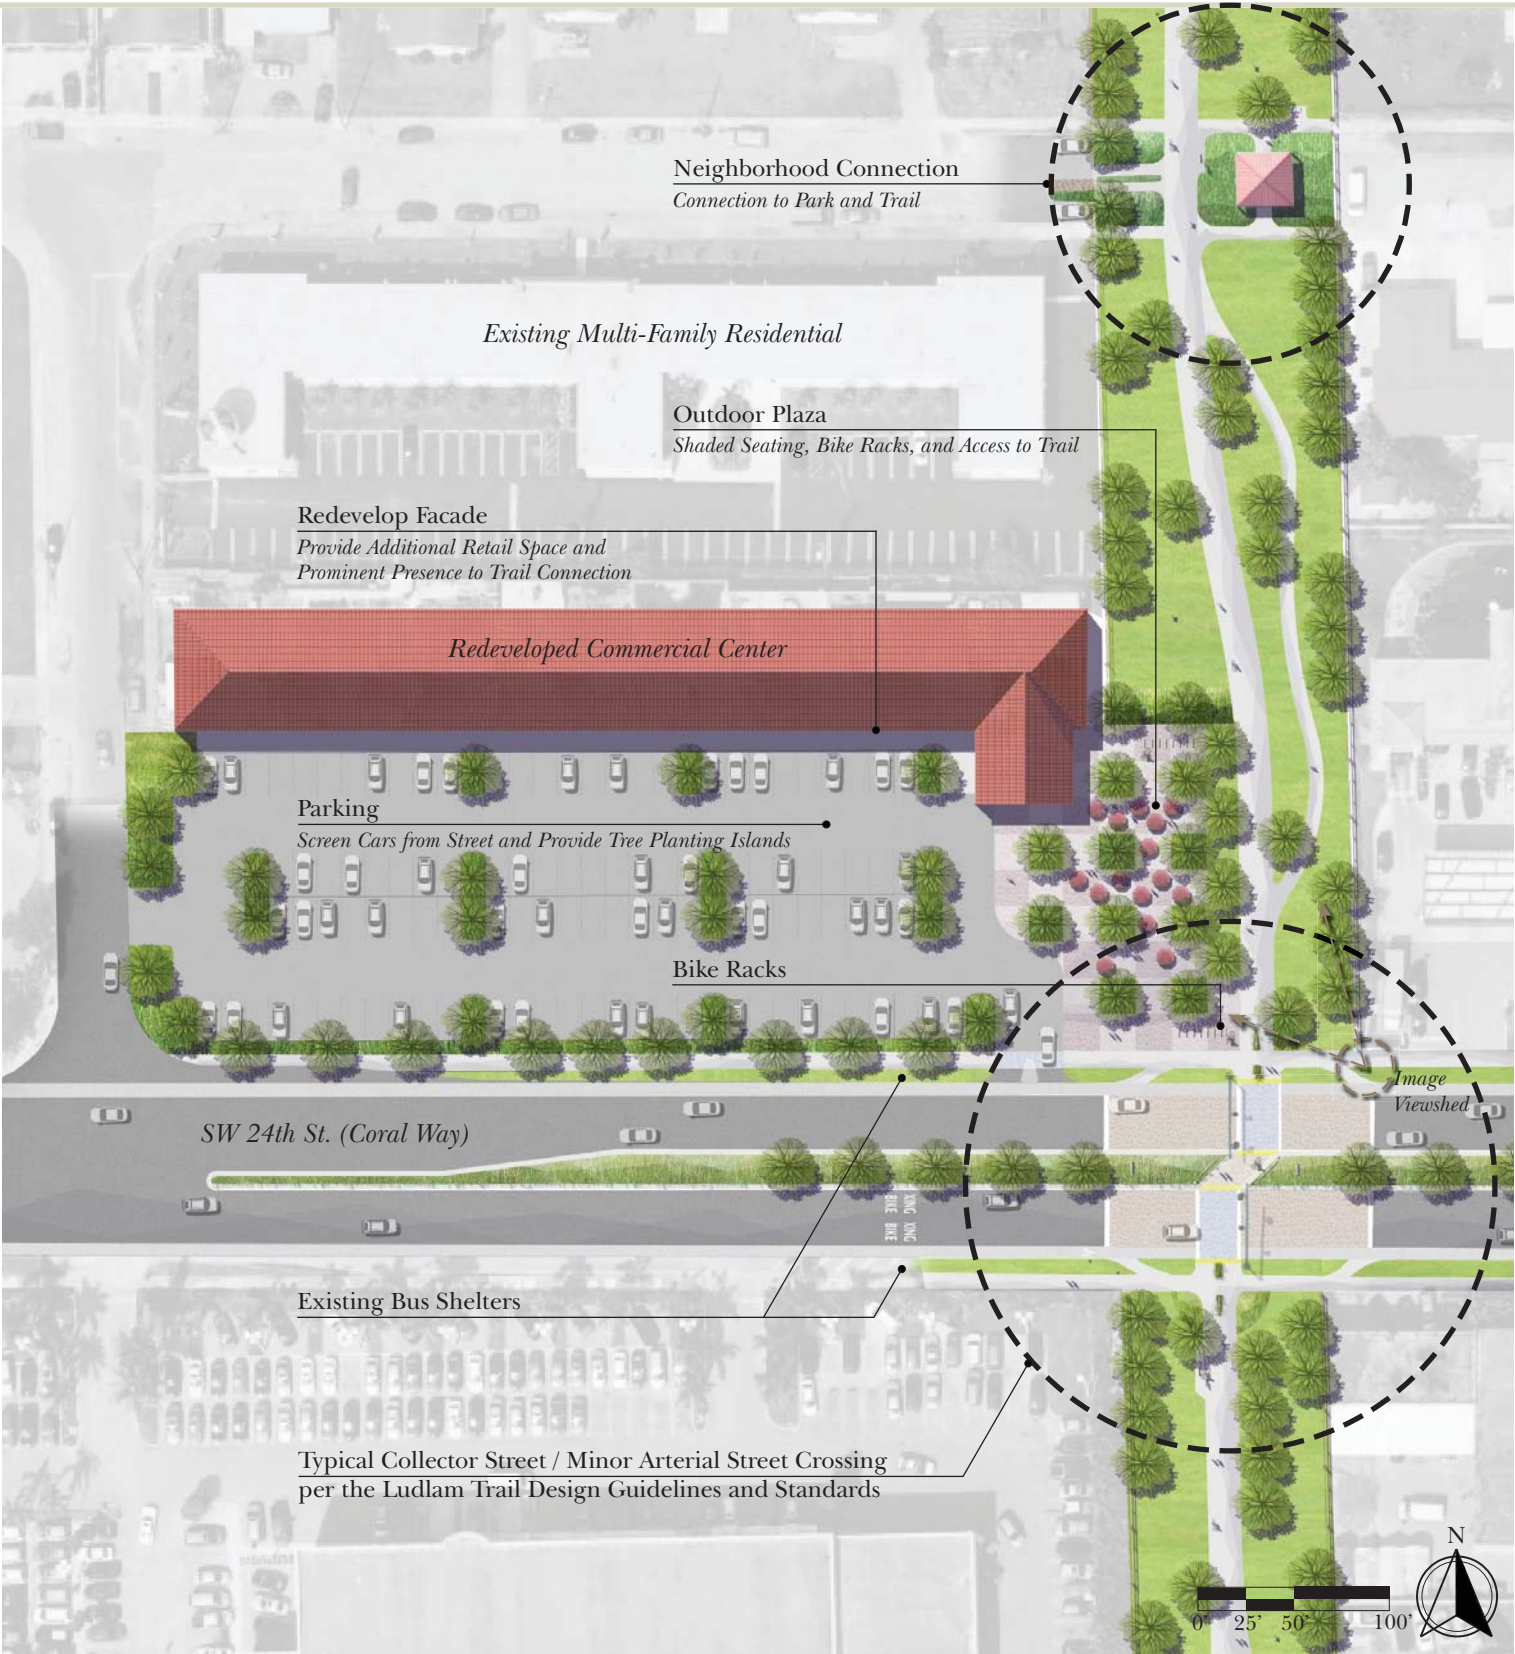 Neighborhood Connection
Connection to Park and Trail
Existing Multi-Family Residential
Outdoor Plaza
Shaded Seating, Bike Racks, and Access to Trail
Redevelop Facade
Provide Additional Retail Space and
Prominent Presence to Trail Connection
Redeveloped Commercial Center
Parking
Screen Cars from Street and Provide Tree Planting Islands
Bike Racks
Image
Viewshed
SW 24th St. (Coral Way)
XING XING
BIKE BIKE
Existing Bus Shelters
Typical Collector Street / Minor Arterial Street Crossing
per the Ludlam Trail Design Guidelines and Standards
N
0' 25' 50' 100'